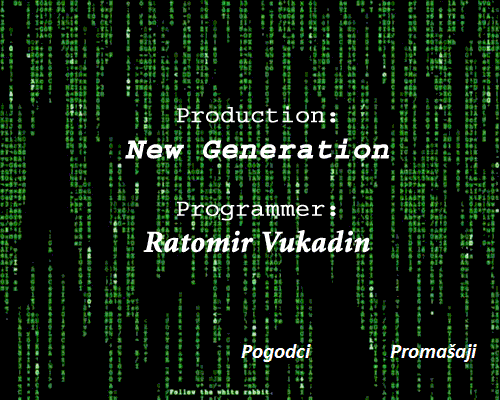 Production:
New Generation
Programmer:
Ratomir Vukadin
Pogodci Promašaji
Follow the white rabbit.